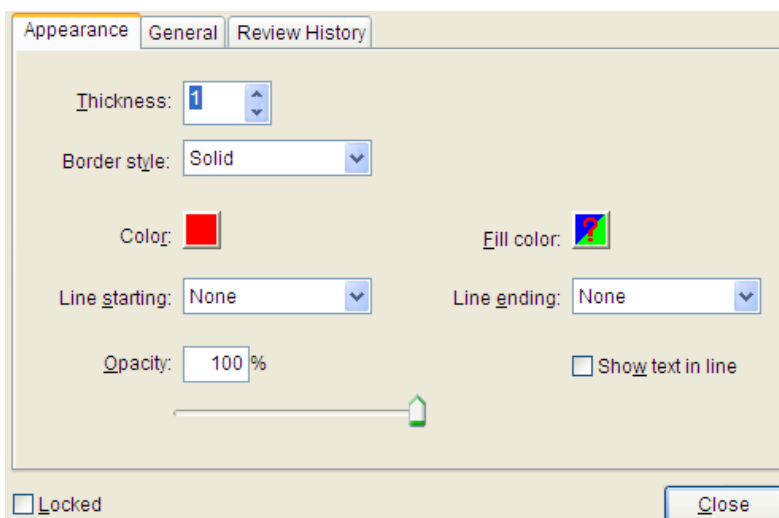 Appearance General Review History
Thickness: 1
Border style: Solid
Color: Fill color: ?
Line starting: None Line ending: None
Opacity: 100 % Show text in line
Locked Close